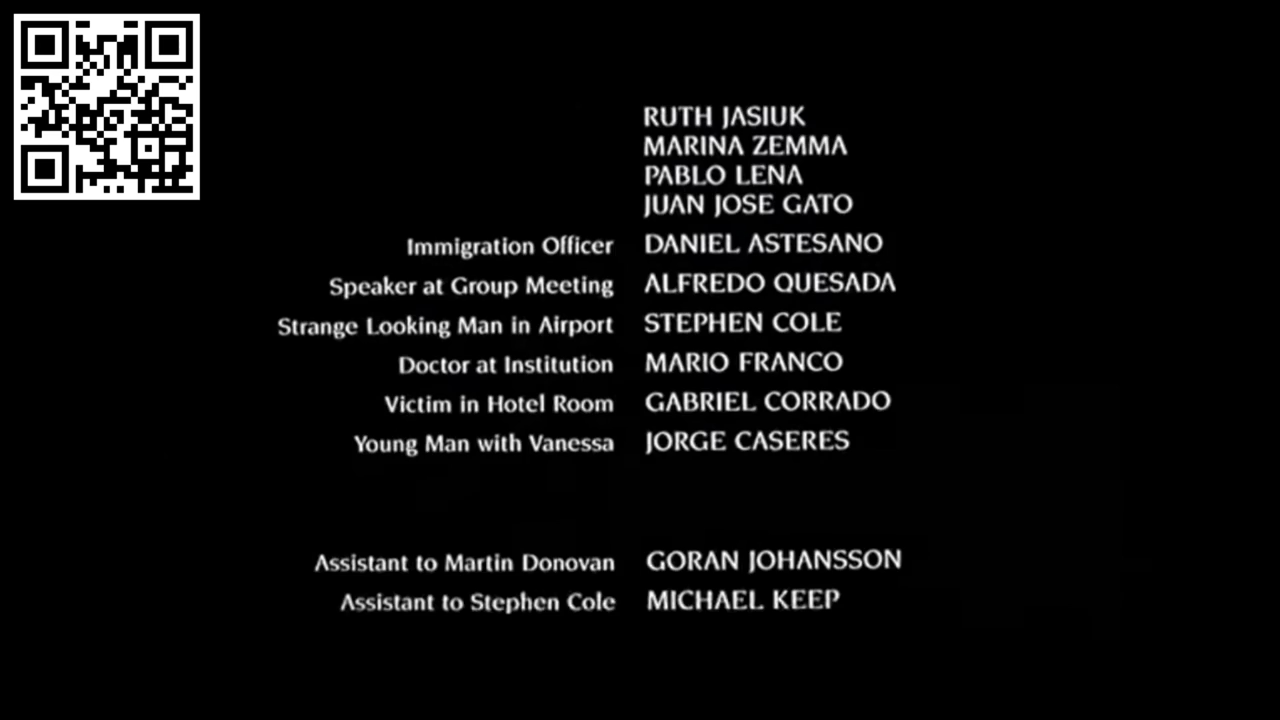 RUTH JASIUK
MARINA ZEMMA
PABLO LENA
JUAN JOSE GATO
Immigration Officer DANIEL ASTESANO
Speaker at Group Meeting ALFREDO QUESADA
Strange Looking Man in Airport STEPHEN COLE
Doctor at Institution MARIO FRANCO
Victim in Hotel Room GABRIEL CORRADO
Young Man with Vanessa JORGE CASERES
Assistant to Martin Donovan GORAN JOHANSSON
Assistant to Stephen Cole MICHAEL KEEP